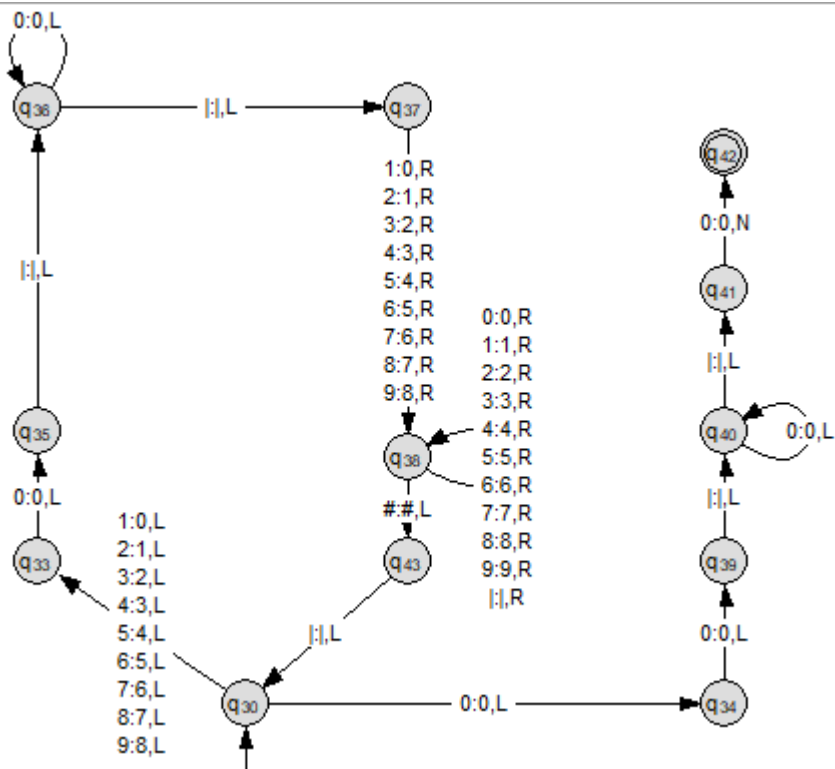 0:0,L
q36
|:|,L
q37
q42
1:0,R
2:1,R
3:2,R
4:3,R
5:4,R
6:5,R
7:6,R
8:7,R
9:8,R
0:0,N
|:|,L
q41
0:0,R
1:1,R
2:2,R
3:3,R
4:4,R
5:5,R
6:6,R
7:7,R
8:8,R
9:9,R
|:|,R
|:|,L
q35
q38
q40
0:0,L
0:0,L
#:#,L
|:|,L
q33
q43
q39
1:0,L
2:1,L
3:2,L
4:3,L
5:4,L
6:5,L
7:6,L
8:7,L
9:8,L
|:|,L
0:0,L
q30
0:0,L
q34